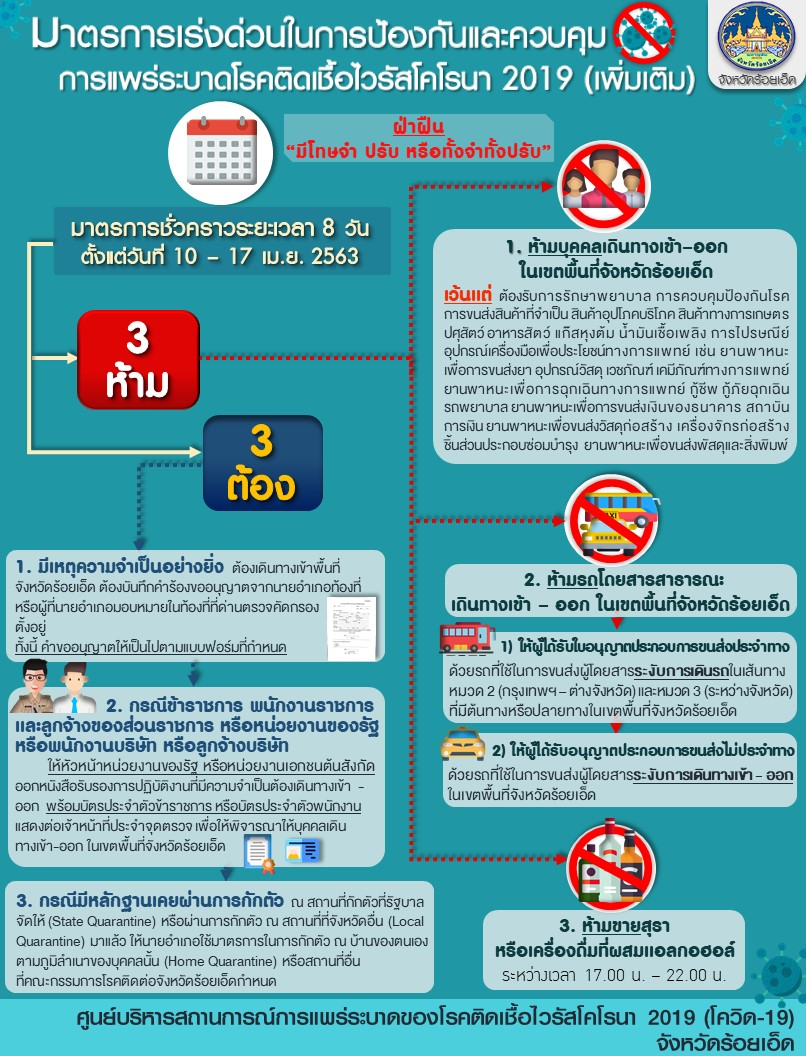 มาตรการเร่งด่วนในการป้องกันและควบคุม
การแพร่ระบาดโรคติดเชื้อไวรัสโคโรนา 2019 (เพิ่มเติม)
จังหวัดร้อยเอ็ด
ฝ่าฝืน
“มีโทษจำ ปรับ หรือทั้งจำทั้งปรับ”
มาตรการชั่วคราวระยะเวลา 8 วัน
ตั้งแต่วันที่ 10 – 17 เม.ย. 2563
3
ห้าม
3
ต้อง
1. ห้ามบุคคลเดินทางเข้า-ออก
ในเขตพื้นที่จังหวัดร้อยเอ็ด
เว้นแต่ ต้องรับการรักษาพยาบาล การควบคุมป้องกันโรค
การขนส่งสินค้าที่จำเป็น สินค้าอุปโภคบริโภค สินค้าทางการเกษตร
ปศุสัตว์ อาหารสัตว์ แก๊สหุงต้ม น้ำมันเชื้อเพลิง การไปรษณีย์
อุปกรณ์เครื่องมือเพื่อประโยชน์ทางการแพทย์ เช่น ยานพาหนะ
เพื่อการขนส่งยา อุปกรณ์วัสดุ เวชภัณฑ์ เคมีภัณฑ์ทางการแพทย์
ยานพาหนะเพื่อการฉุกเฉินทางการแพทย์ กู้ชีพ กู้ภัยฉุกเฉิน
รถพยาบาล ยานพาหนะเพื่อการขนส่งเงินของธนาคาร สถาบัน
การเงิน ยานพาหนะเพื่อขนส่งวัสดุก่อสร้าง เครื่องจักรก่อสร้าง
ชิ้นส่วนประกอบซ่อมบำรุง ยานพาหนะเพื่อขนส่งพัสดุและสิ่งพิมพ์
TAXI
2. ห้ามรถโดยสารสาธารณะ
เดินทางเข้า – ออก ในเขตพื้นที่จังหวัดร้อยเอ็ด
1) ให้ผู้ได้รับใบอนุญาตประกอบการขนส่งประจำทาง
ด้วยรถที่ใช้ในการขนส่งผู้โดยสารระงับการเดินรถในเส้นทาง
หมวด 2 (กรุงเทพฯ – ต่างจังหวัด) และหมวด 3 (ระหว่างจังหวัด)
ที่มีต้นทางหรือปลายทางในเขตพื้นที่จังหวัดร้อยเอ็ด
2) ให้ผู้ได้รับอนุญาตประกอบการขนส่งไม่ประจำทาง
ด้วยรถที่ใช้ในการขนส่งผู้โดยสารระงับการเดินทางเข้า – ออก
ในเขตพื้นที่จังหวัดร้อยเอ็ด
3. ห้ามขายสุรา
หรือเครื่องดื่มที่ผสมแอลกอฮอล์
ระหว่างเวลา 17.00 น. – 22.00 น.
1. มีเหตุความจำเป็นอย่างยิ่ง ต้องเดินทางเข้าพื้นที่
จังหวัดร้อยเอ็ด ต้องบันทึกคำร้องขออนุญาตจากนายอำเภอท้องที่
หรือผู้ที่นายอำเภอมอบหมายในท้องที่ที่ด่านตรวจคัดกรอง
ตั้งอยู่
ทั้งนี้ คำขออนุญาตให้เป็นไปตามแบบฟอร์มที่กำหนด
2. กรณีข้าราชการ พนักงานราชการ
และลูกจ้างของส่วนราชการ หรือหน่วยงานของรัฐ
หรือพนักงานบริษัท หรือลูกจ้างบริษัท
ให้หัวหน้าหน่วยงานของรัฐ หรือหน่วยงานเอกชนต้นสังกัด
ออกหนังสือรับรองการปฏิบัติงานที่มีความจำเป็นต้องเดินทางเข้า -
ออก พร้อมบัตรประจำตัวข้าราชการ หรือบัตรประจำตัวพนักงาน
แสดงต่อเจ้าหน้าที่ประจำจุดตรวจ เพื่อให้พิจารณาให้บุคคลเดิน
ทางเข้า-ออก ในเขตพื้นที่จังหวัดร้อยเอ็ด
3. กรณีมีหลักฐานเคยผ่านการกักตัว ณ สถานที่กักตัวที่รัฐบาล
จัดให้ (State Quarantine) หรือผ่านการกักตัว ณ สถานที่ที่จังหวัดอื่น (Local
Quarantine) มาแล้ว ให้นายอำเภอใช้มาตรการในการกักตัว ณ บ้านของตนเอง
ตามภูมิลำเนาของบุคคลนั้น (Home Quarantine) หรือสถานที่อื่น
ที่คณะกรรมการโรคติดต่อจังหวัดร้อยเอ็ดกำหนด
ศูนย์บริหารสถานการณ์การแพร่ระบาดของโรคติดเชื้อไวรัสโคโรนา 2019 (โควิด-19)
จังหวัดร้อยเอ็ด